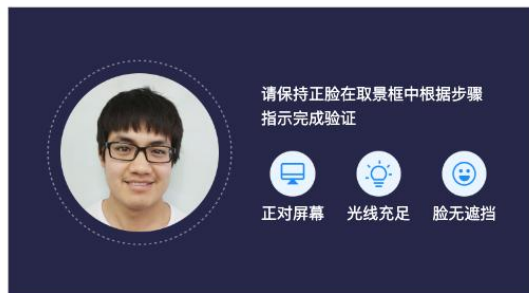 请保持正脸在取景框中根据步骤
指示完成验证
正对屏幕
光线充足
脸无遮挡